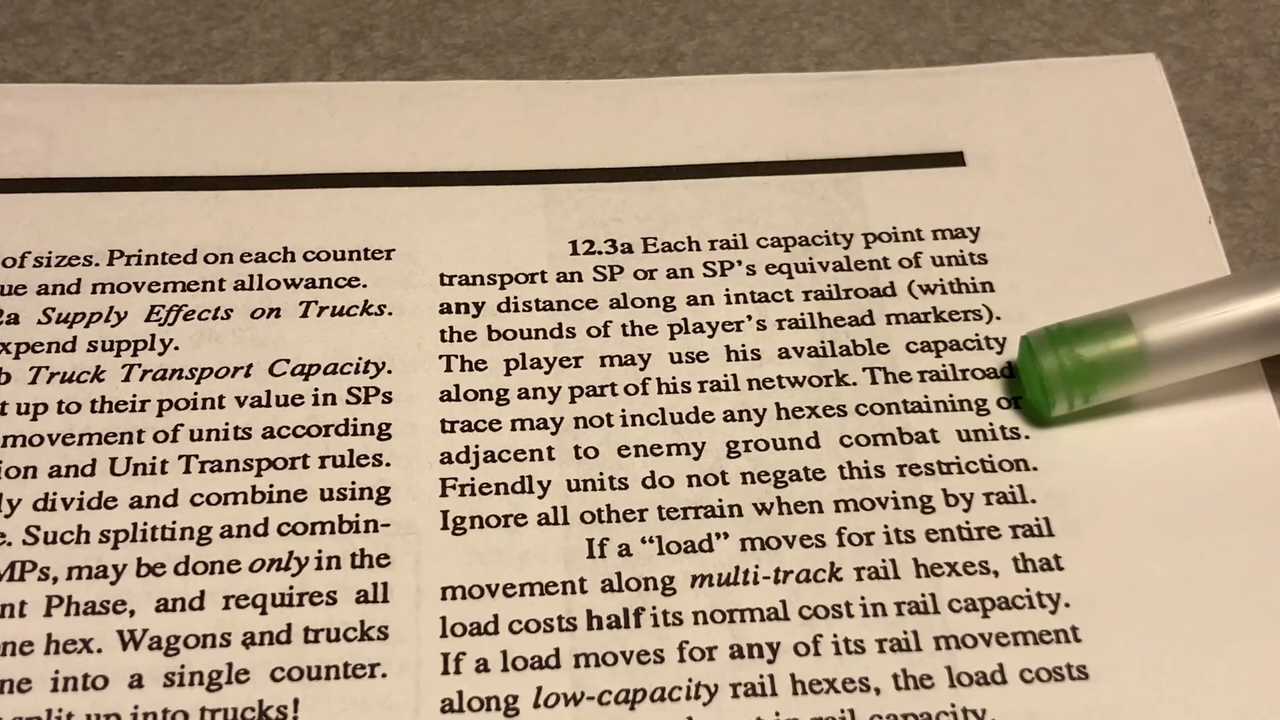 of sizes. Printed on each counter
ue and movement allowance.
a Supply Effects on Trucks.
xpend supply.
b Truck Transport Capacity.
t up to their point value in SPs
movement of units according
ion and Unit Transport rules.
ly divide and combine using
e. Such splitting and combin-
MPs, may be done only in the
nt Phase, and requires all
ne hex. Wagons and trucks
ne into a single counter.
split up into trucks!
12.3a Each rail capacity point may
transport an SP or an SP's equivalent of units
any distance along an intact railroad (within
the bounds of the player's railhead markers).
The player may use his available capacity
along any part of his rail network. The railroad
trace may not include any hexes containing or
adjacent to enemy ground combat units.
Friendly units do not negate this restriction.
Ignore all other terrain when moving by rail.
If a “load” moves for its entire rail
movement along multi-track rail hexes, that
load costs half its normal cost in rail capacity.
If a load moves for any of its rail movement
along low-capacity rail hexes, the load costs
in rail capacity.